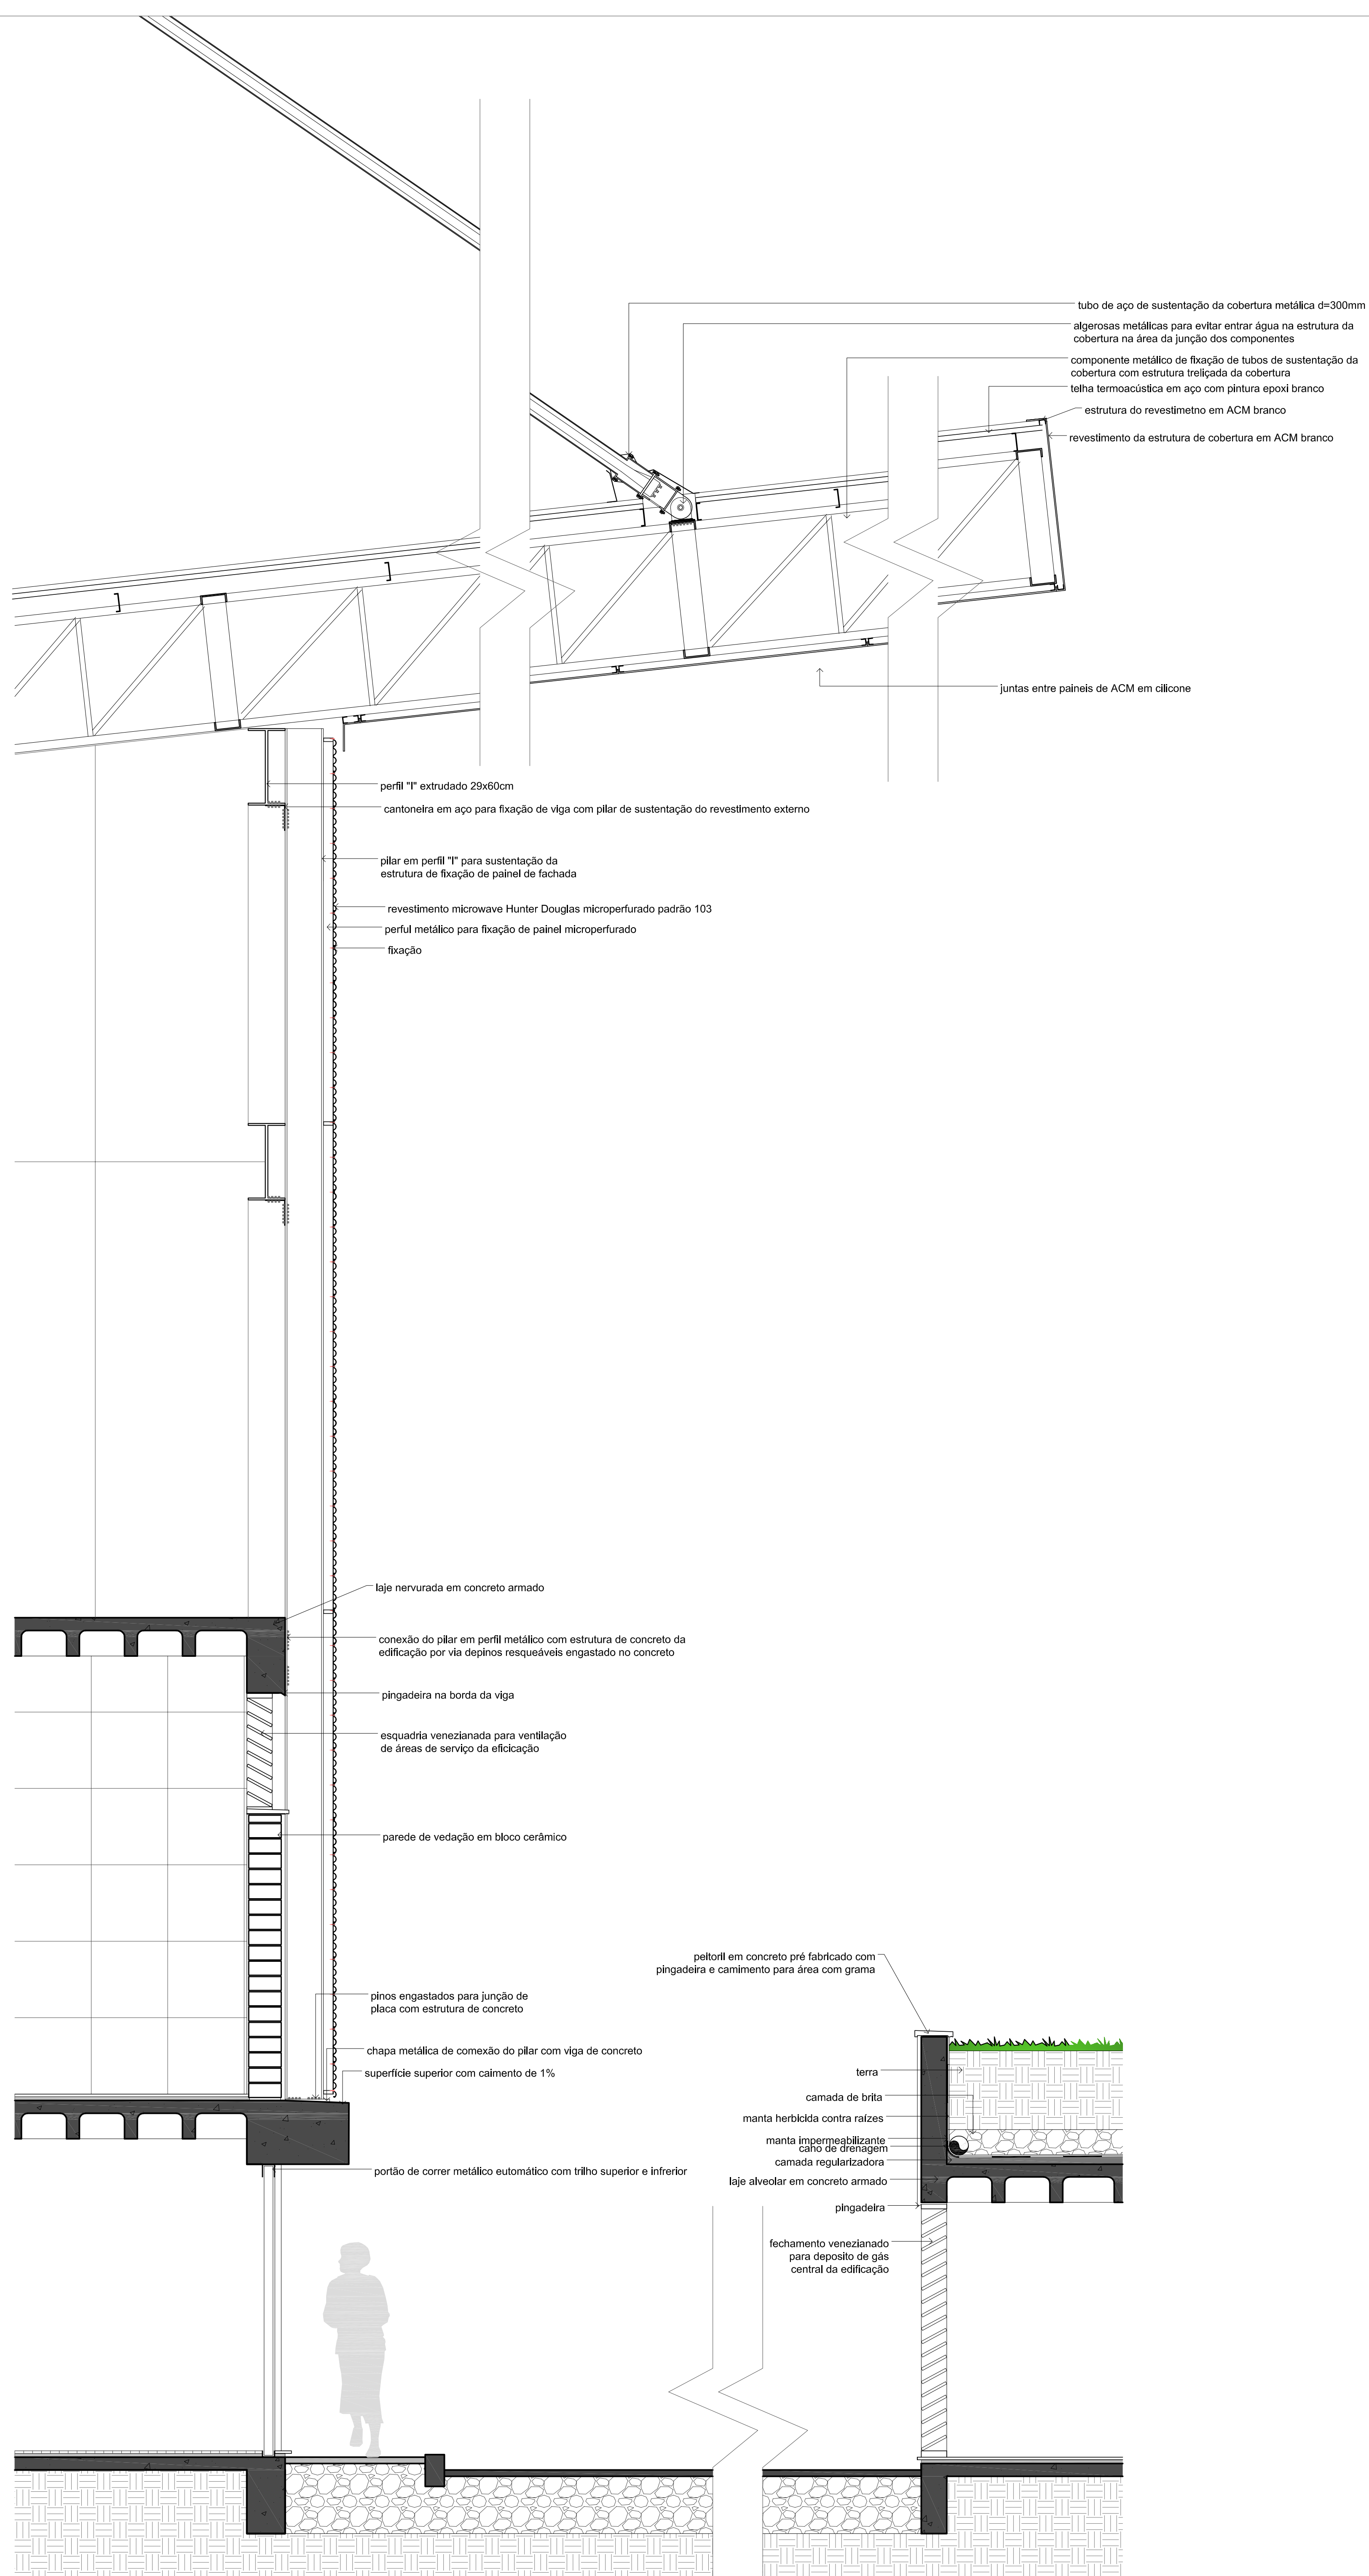 tubo de aço de sustentação da cobertura metálica d=300mm
algerosas metálicas para evitar entrar água na estrutura da
cobertura na área da junção dos componentes
componente metálico de fixação de tubos de sustentação da
cobertura com estrutura treliçada da cobertura
telha termoacústica em aço com pintura epoxi branco
estrutura do revestimetno em ACM branco
revestimento da estrutura de cobertura em ACM branco
juntas entre paineis de ACM em cilicone
perfil "I" extrudado 29x60cm
cantoneira em aço para fixação de viga com pilar de sustentação do revestimento externo
pilar em perfil "I" para sustentação da
estrutura de fixação de painel de fachada
revestimento microwave Hunter Douglas microperfurado padrão 103
perful metálico para fixação de painel microperfurado
fixação
laje nervurada em concreto armado
conexão do pilar em perfil metálico com estrutura de concreto da
edificação por via depinos resqueáveis engastado no concreto
pingadeira na borda da viga
esquadria venezianada para ventilação
de áreas de serviço da eficicação
parede de vedação em bloco cerâmico
peltoril em concreto pré fabricado com
pingadeira e camimento para área com grama
pinos engastados para junção de
placa com estrutura de concreto
chapa metálica de comexão do pilar com viga de concreto
superfície superior com caimento de 1%
terra
camada de brita
manta herbicida contra raízes
manta impermeabilizante
cano de drenagem
camada regularizadora
portão de correr metálico eutomático com trilho superior e infrerior
laje alveolar em concreto armado
pingadeira
fechamento venezianado
para deposito de gás
central da edificação